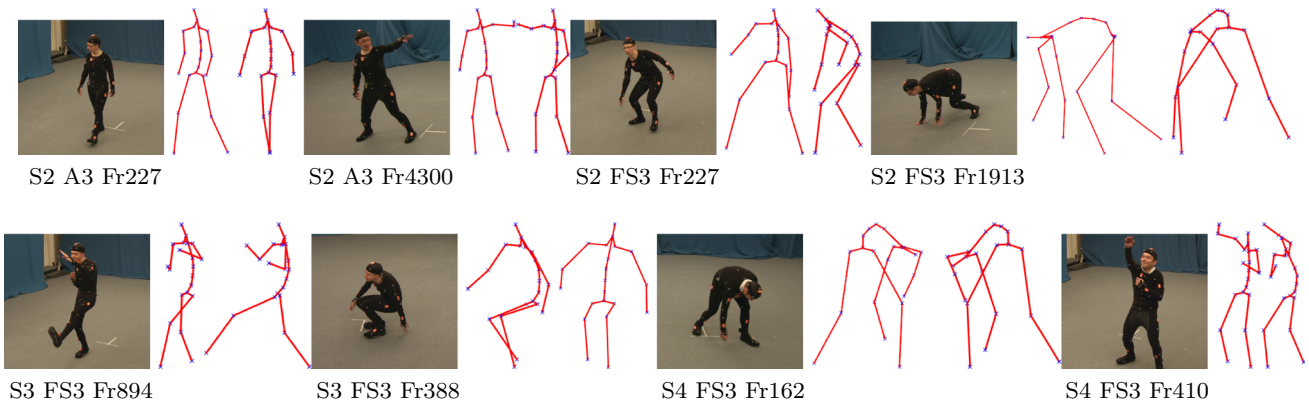 S2 A3 Fr227
S2 A3 Fr4300
S2 FS3 Fr227
S2 FS3 Fr1913
S3 FS3 Fr894
S3 FS3 Fr388
S4 FS3 Fr162
S4 FS3 Fr410